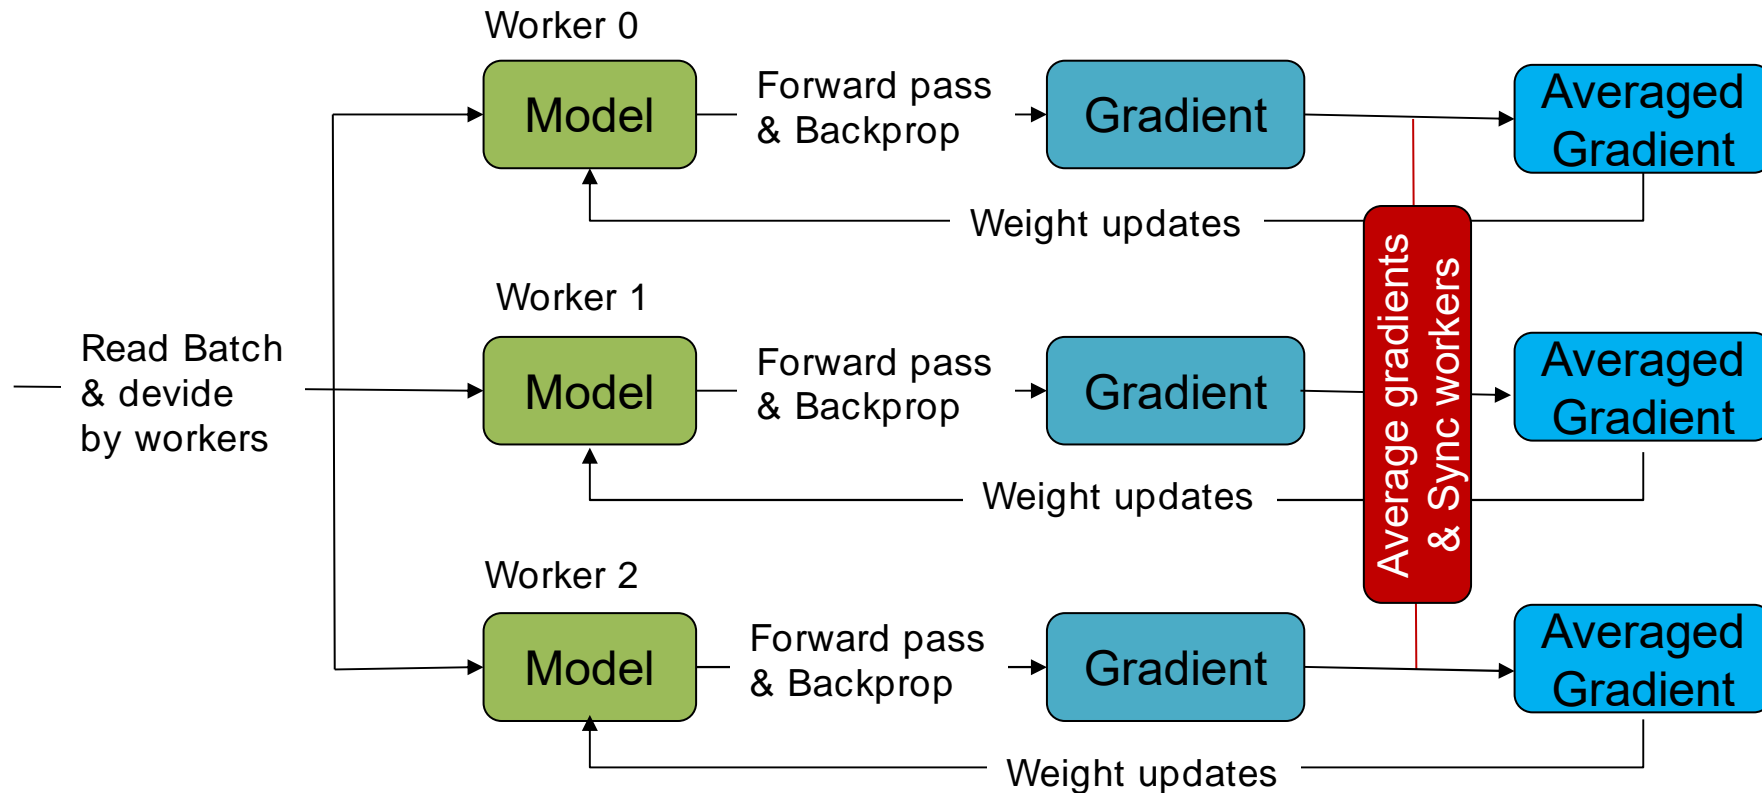 Worker 0
Model
Forward pass
& Backprop
Gradient
Averaged
Gradient
Weight updates
Read Batch
& devide
by workers
Worker 1
Model
Forward pass
& Backprop
Gradient
Average gradients
& Sync workers
Averaged
Gradient
Weight updates
Worker 2
Model
Forward pass
& Backprop
Gradient
Averaged
Gradient
Weight updates